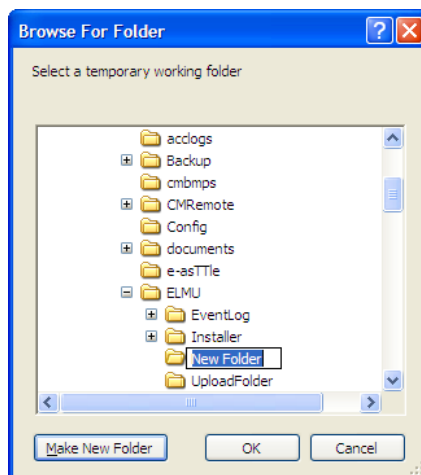 Browse For Folder
Select a temporary working folder
acclogs
Backup
cmbmps
CMRemote
Config
documents
e-asTTle
ELMU
EventLog
Installer
New Folder
UploadFolder
Make New Folder
OK
Cancel